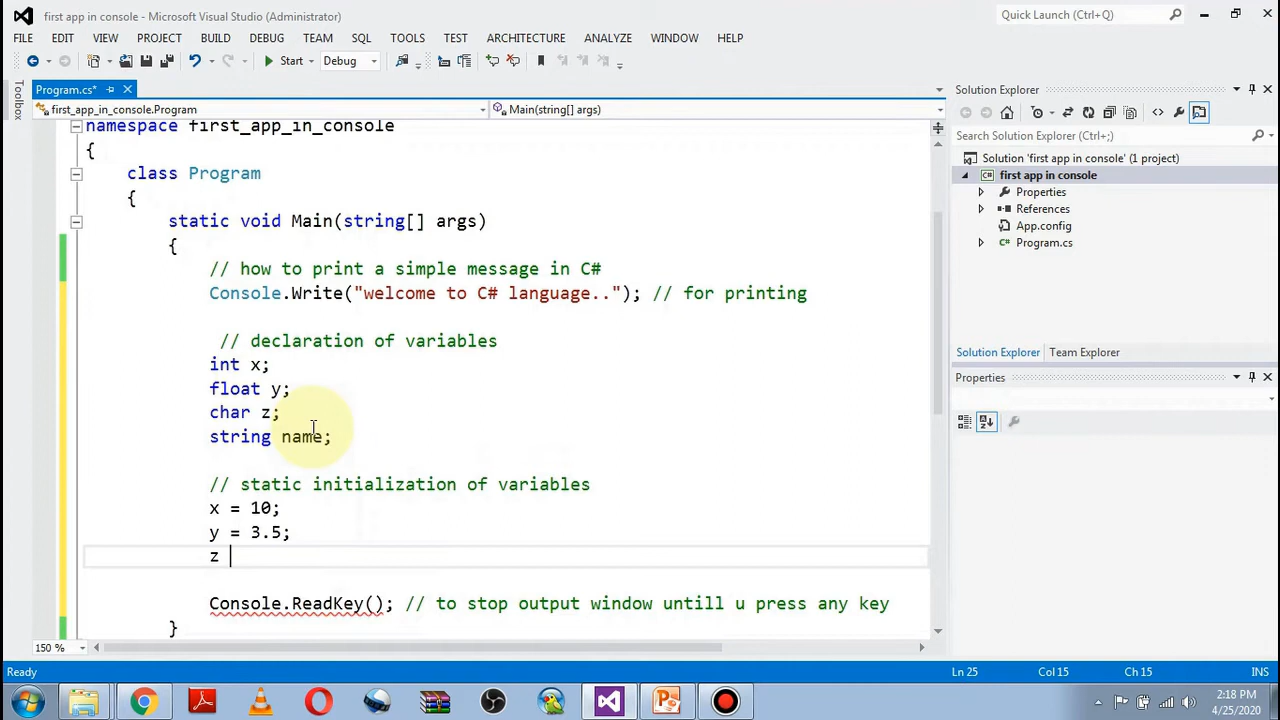 first app in console - Microsoft Visual Studio (Administrator)
Quick Launch (Ctrl+Q)
FILE EDIT VIEW PROJECT BUILD DEBUG TEAM SQL TOOLS TEST ARCHITECTURE ANALYZE WINDOW HELP
Start Debug
Toolbox
Program.cs*
first_app_in_console.Program
Main(string[] args)
namespace first_app_in_console
{
class Program
{
static void Main(string[] args)
{
// how to print a simple message in C#
Console.Write("welcome to C# language.."); // for printing
// declaration of variables
int x;
float y;
char z;
string name;
// static initialization of variables
x = 10;
y = 3.5;
z
Console.ReadKey(); // to stop output window untill u press any key
}
150 %
Solution Explorer
Search Solution Explorer (Ctrl+;)
Solution 'first app in console' (1 project)
C# first app in console
Properties
References
App.config
C# Program.cs
Solution Explorer Team Explorer
Properties
Ready
Ln 25 Col 15 Ch 15 INS
2:18 PM
4/25/2020